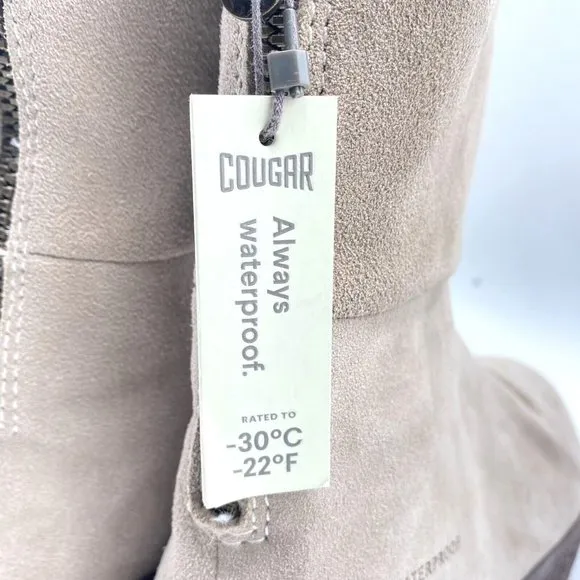 COUGAR
Always
waterproof.
RATED TO
-30°C
-22°F